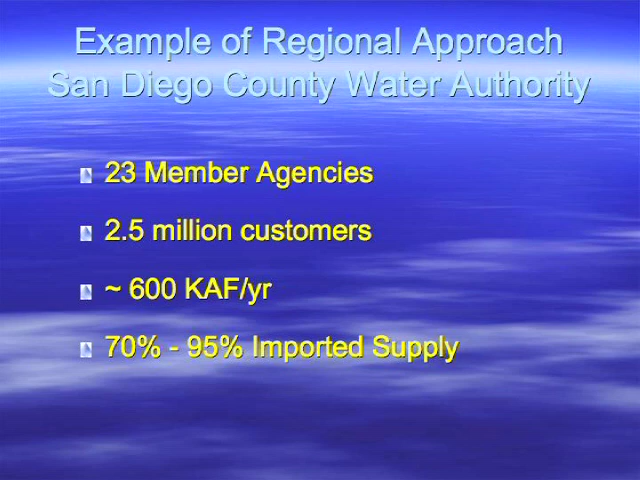 Example of Regional Approach
San Diego County Water Authority
23 Member Agencies
2.5 million customers
~ 600 KAF/yr
70% - 95% Imported Supply